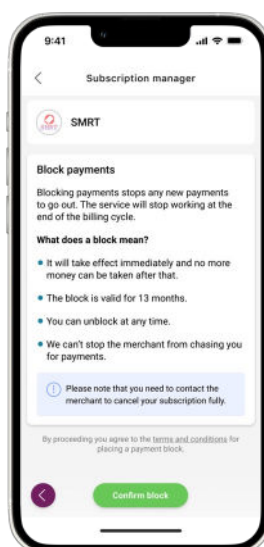 9:41
Subscription manager
SMRT
SMRT
Block payments
Blocking payments stops any new payments
to go out. The service will stop working at the
end of the billing cycle.
What does a block mean?
It will take effect immediately and no more
money can be taken after that.
The block is valid for 13 months.
You can unblock at any time.
We can't stop the merchant from chasing you
for payments.
Please note that you need to contact the
merchant to cancel your subscription fully.
By proceeding you agree to the terms and conditions for
placing a payment block.
Confirm block